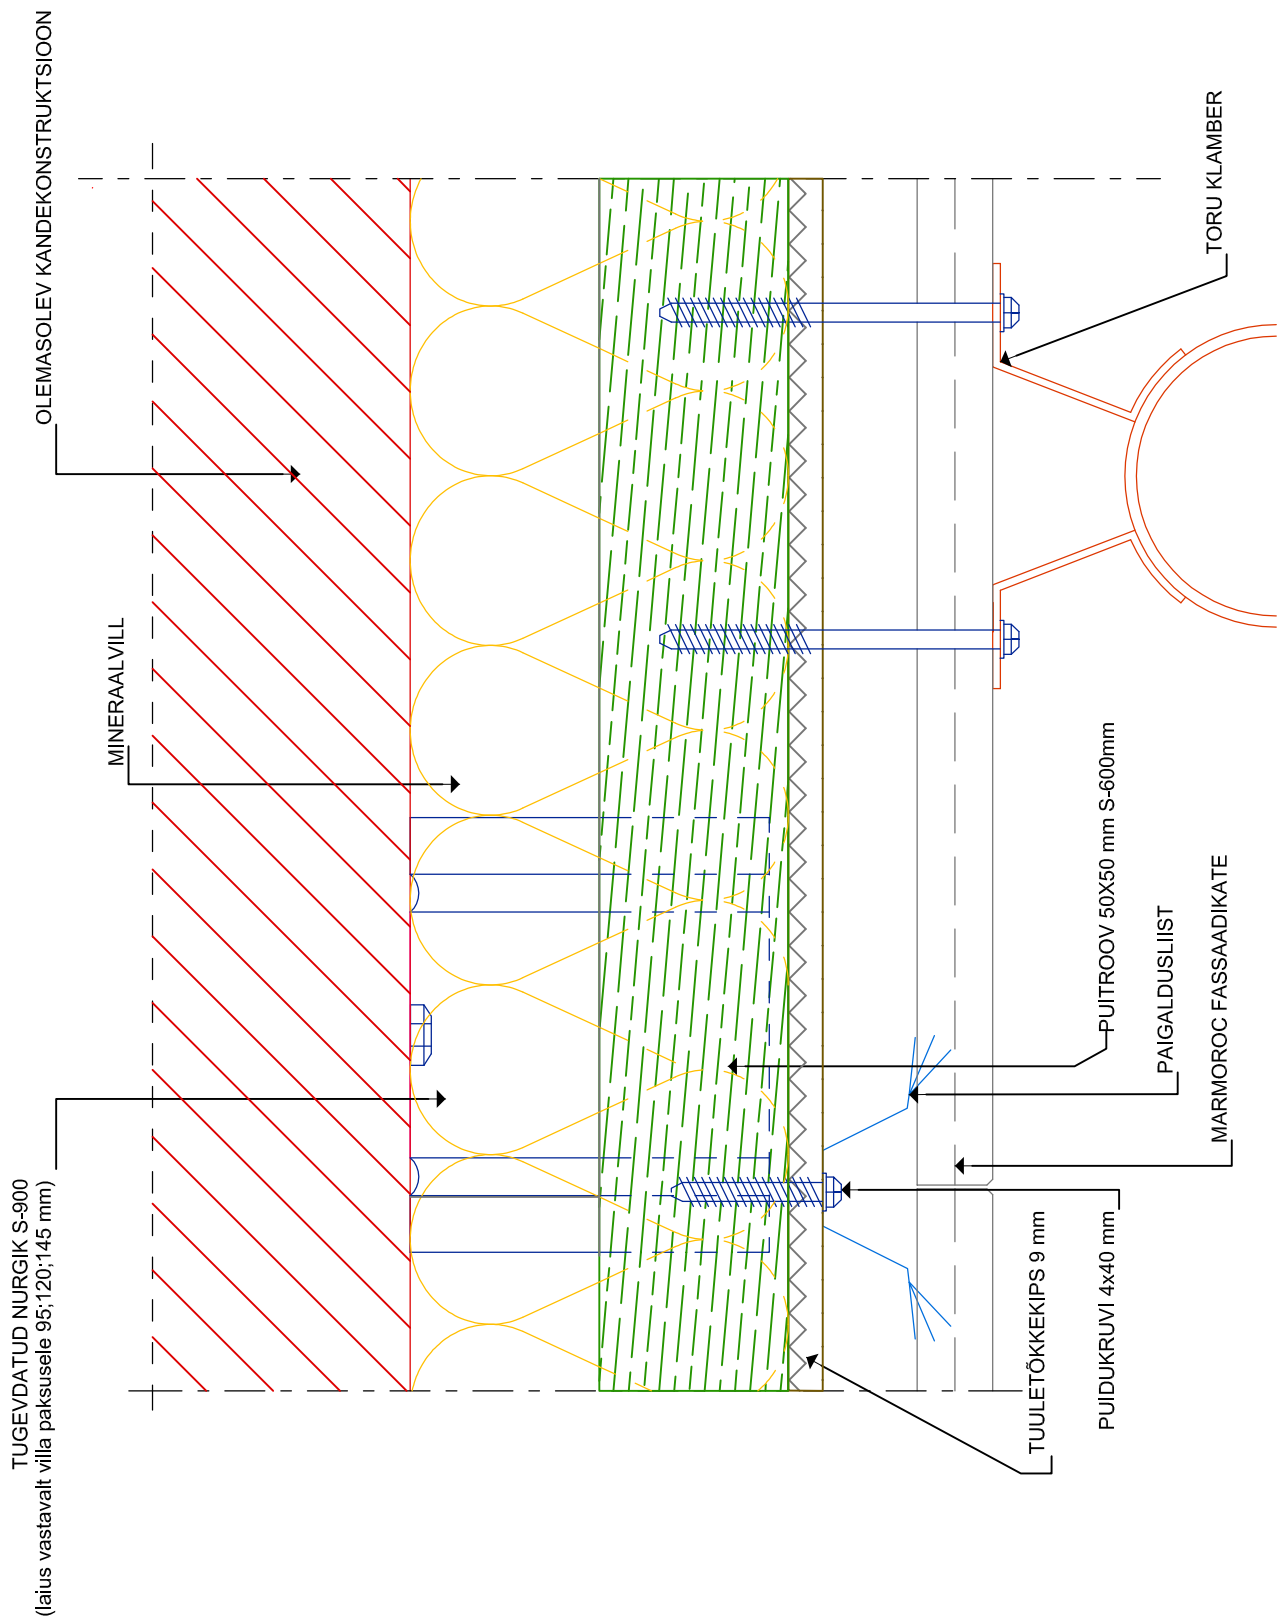 OLEMASOLEV KANDEKONSTRUKTSIOON
MINERAALVILL
TUGEVDATUD NURGIK S-900
(laius vastavalt villa paksusele 95;120;145 mm)
TORU KLAMBER
PUITROOV 50X50 mm S-600mm
PAIGALDUSLIIST
MARMOROC FASSAADIKATE
TUULETÕKKEKIPS 9 mm
PUIDUKRUVI 4x40 mm